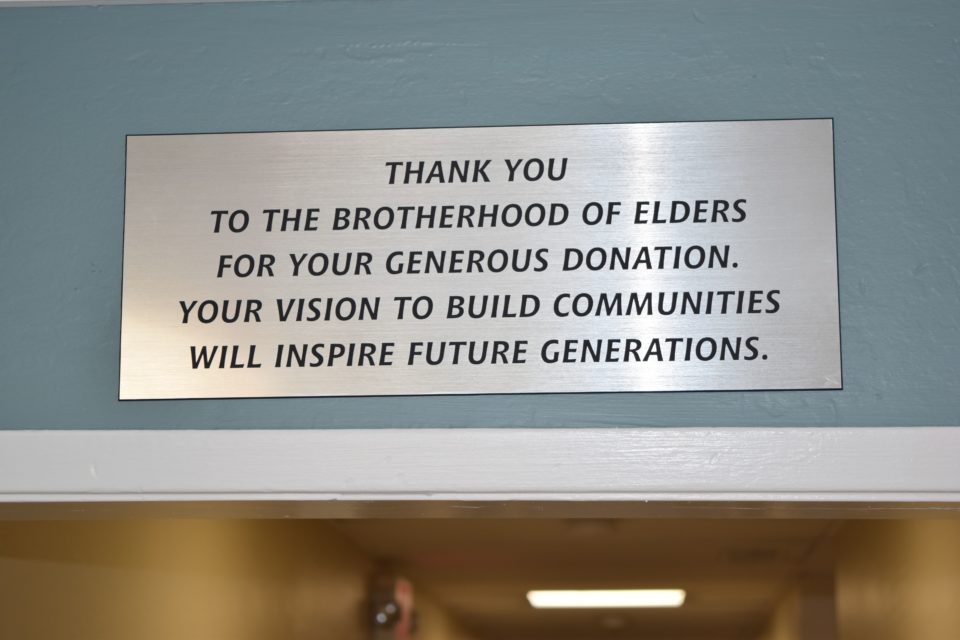 THANK YOU
TO THE BROTHERHOOD OF ELDERS
FOR YOUR GENEROUS DONATION.
YOUR VISION TO BUILD COMMUNITIES
WILL INSPIRE FUTURE GENERATIONS.